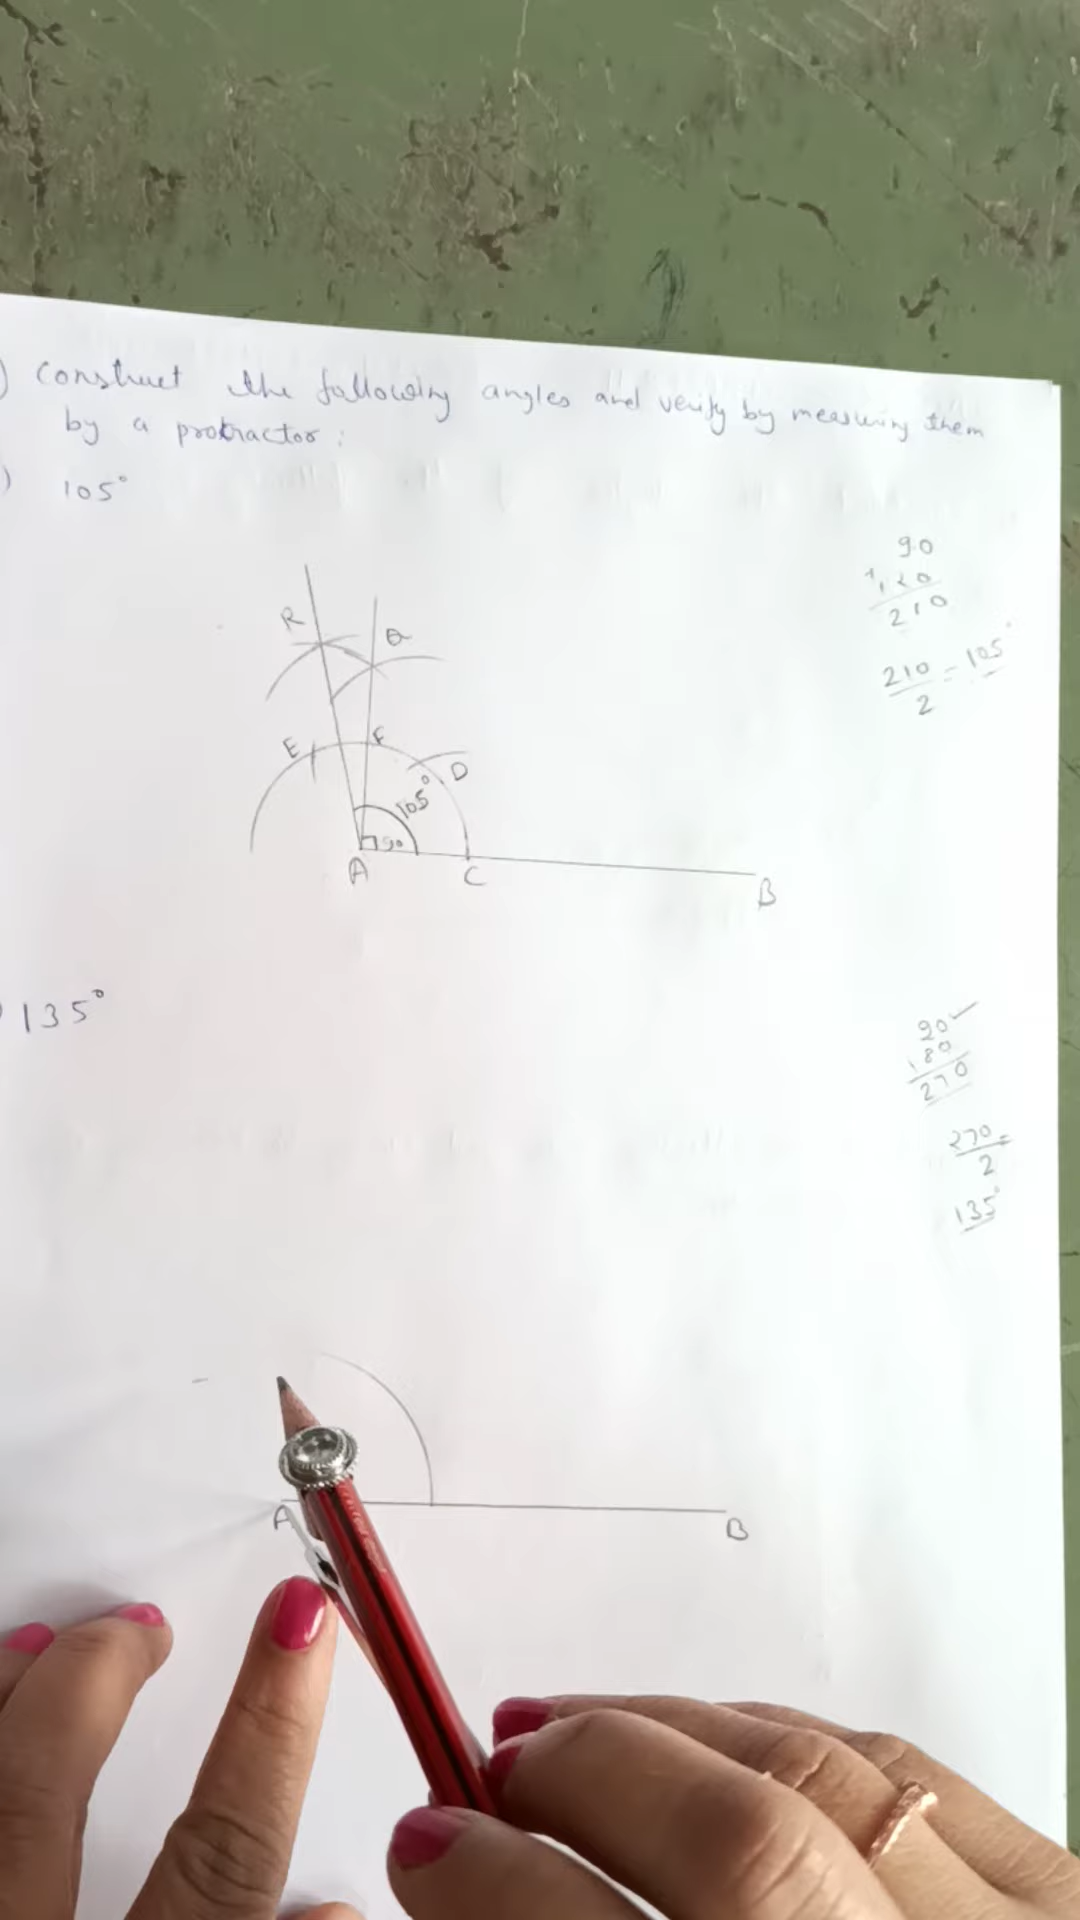 ) Construct the following angles and verify by measuring them
by a protractor :
) 105°
90
+120
210
210/2 = 105°
R
Q
E
F
D
105°
90
A
C
B
135°
90
180
270
270/2 =
135°
A
B